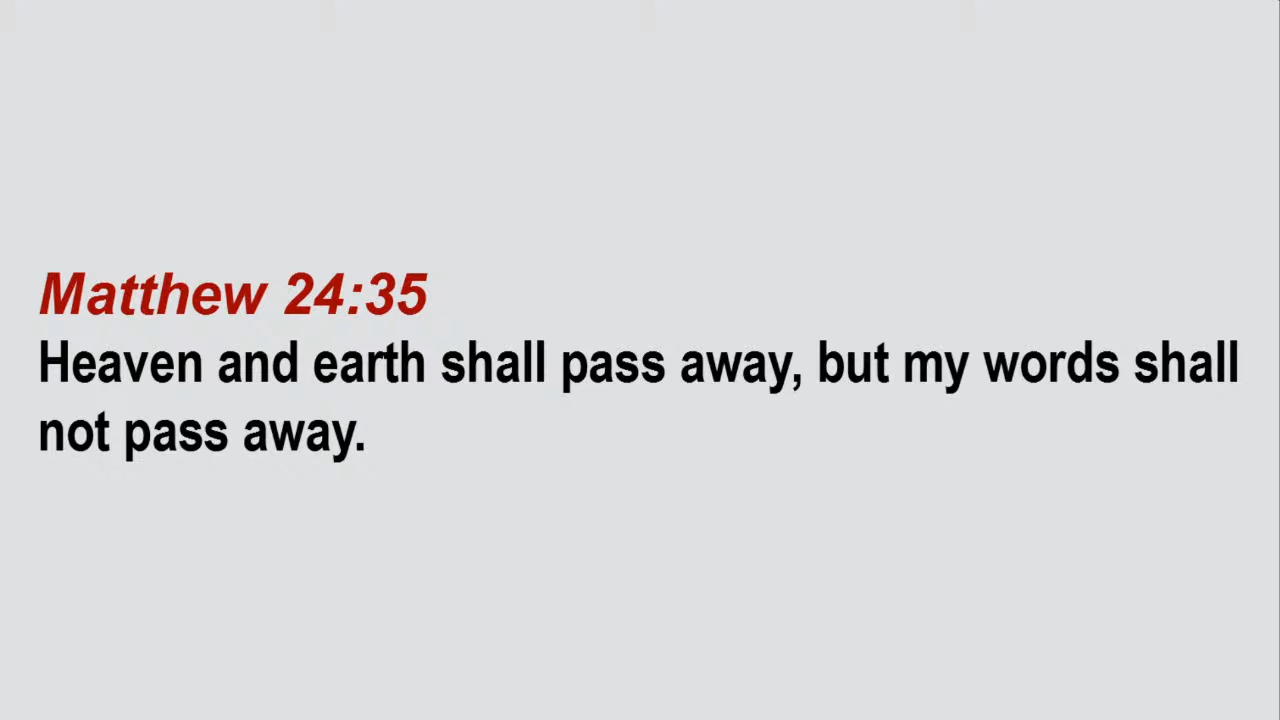 Matthew 24:35
Heaven and earth shall pass away, but my words shall
not pass away.